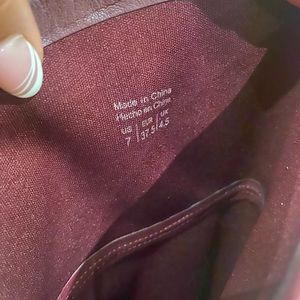 Made in China
Hecho en China
US EUR UK
7 37.5 4.5